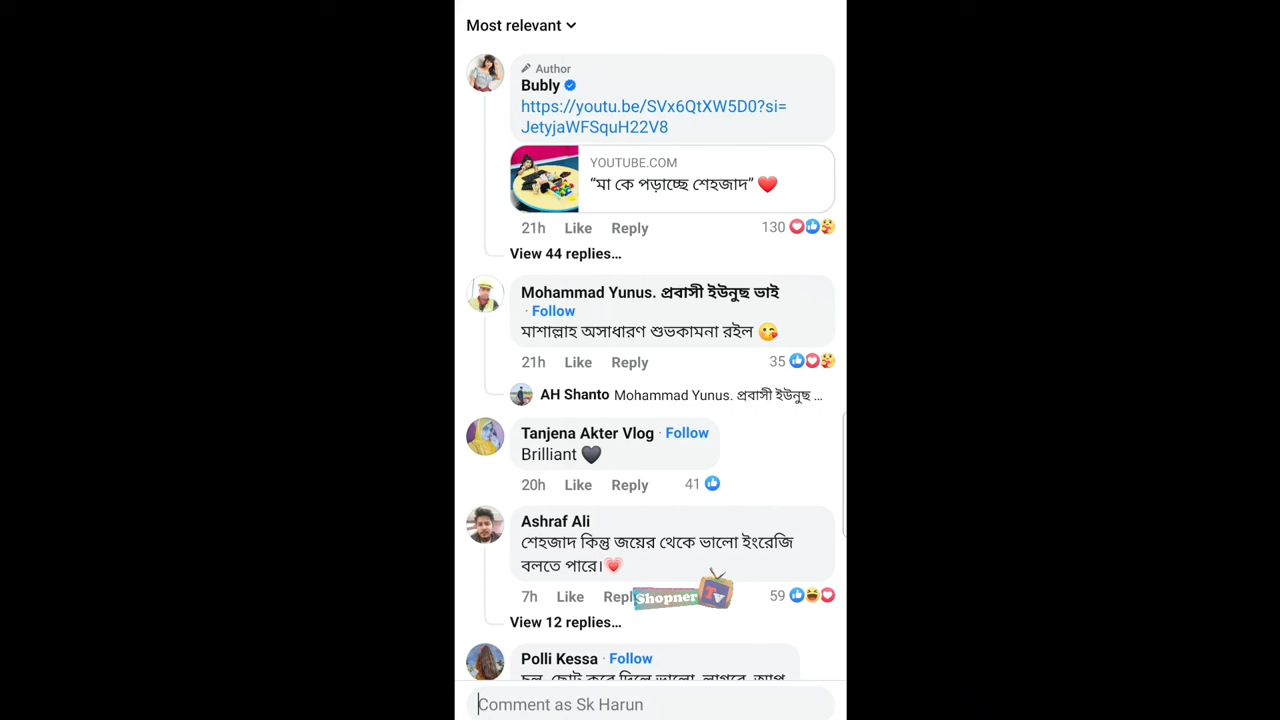 Most relevant
Author
Bubly
https://youtu.be/SVx6QtXW5D0?si=
JetyjaWFSquH22V8
YOUTUBE.COM
“মা কে পড়াচ্ছে শেহজাদ” ❤️
21h Like Reply 130
View 44 replies...
Mohammad Yunus. প্রবাসী ইউনুছ ভাই
· Follow
মাশাল্লাহ অসাধারণ শুভকামনা রইল 😘
21h Like Reply 35
AH Shanto Mohammad Yunus. প্রবাসী ইউনুছ ...
Tanjena Akter Vlog · Follow
Brilliant 🖤
20h Like Reply 41
Ashraf Ali
শেহজাদ কিন্তু জয়ের থেকে ভালো ইংরেজি
বলতে পারে।💗
7h Like Repl 59
Shopner TV
View 12 replies...
Polli Kessa · Follow
চুল ছোট করে দিলে ভালো লাগবে আপু
Comment as Sk Harun